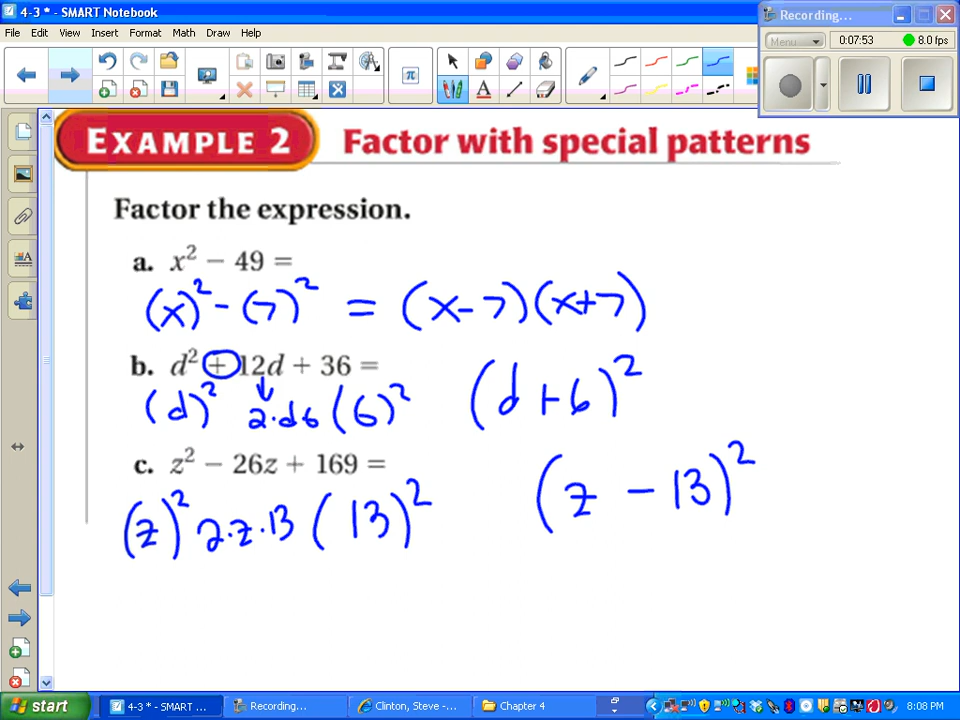 4-3 * - SMART Notebook
Recording...
File Edit View Insert Format Math Draw Help
Menu 0:07:53 8.0 fps
EXAMPLE 2 Factor with special patterns
Factor the expression.
a. x² − 49 =
(x)² - (7)² = (x-7)(x+7)
b. d² + 12d + 36 =
(d)² 2·d6 (6)² (d+6)²
c. z² − 26z + 169 =
(z)² 2·z·13 (13)² (z - 13)²
start 4-3 * - SMART ... Recording... Clinton, Steve -... Chapter 4 8:08 PM